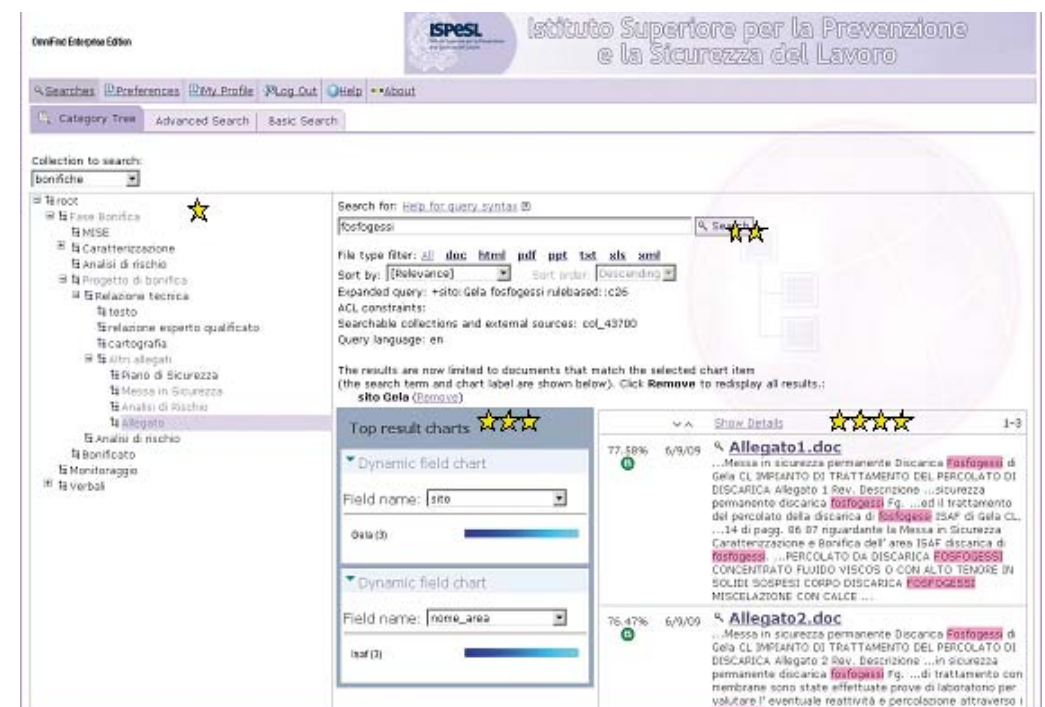 OmniFind Enterprise Edition
ISPESL
Istituto Superiore per la Prevenzione
e la Sicurezza del Lavoro
Searches Preferences My Profile Log Out Help About
Category Tree Advanced Search Basic Search
Collection to search:
bonifiche
root
Fase Bonifica
MISE
Caratterizzazione
Analisi di rischio
Progetto di bonifica
Relazione tecnica
testo
relazione esperto qualificato
cartografia
Altri allegati
Piano di Sicurezza
Messa in Sicurezza
Analisi di Rischio
Allegato
Analisi di rischio
Bonificato
Monitoraggio
Verbali
Search for: Help for query syntax
fosfogessi Search
File type filter: All doc html pdf ppt txt xls xml
Sort by: [Relevance] Sort order: Descending
Expanded query: +sito:Gela fosfogessi rulebased::c26
ACL constraints:
Searchable collections and external sources: col_43700
Query language: en
The results are now limited to documents that match the selected chart item
(the search term and chart label are shown below). Click Remove to redisplay all results.:
sito Gela (Remove)
Top result charts
Dynamic field chart
Field name: sito
Gela (3)
Dynamic field chart
Field name: nome_area
Isaf (3)
Show Details 1-3
77.58% 6/9/09 Allegato1.doc
...Messa in sicurezza permanente Discarica Fosfogessi di
Gela CL IMPIANTO DI TRATTAMENTO DEL PERCOLATO DI
DISCARICA Allegato 1 Rev. Descrizione ...sicurezza
permanente discarica fosfogessi Fg. ...ed il trattamento
del percolato della discarica di fosfogessi ISAF di Gela CL.
...14 di pagg. 86 87 riguardante la Messa in Sicurezza
Caratterizzazione e Bonifica dell' area ISAF discarica di
fosfogessi. ...PERCOLATO DA DISCARICA FOSFOGESSI
CONCENTRATO FLUIDO VISCOS O CON ALTO TENORE IN
SOLIDI SOSPESI CORPO DISCARICA FOSFOGESSI
MISCELAZIONE CON CALCE ...
76.47% 6/9/09 Allegato2.doc
...Messa in sicurezza permanente Discarica Fosfogessi di
Gela CL IMPIANTO DI TRATTAMENTO DEL PERCOLATO DI
DISCARICA Allegato 2 Rev. Descrizione ...in sicurezza
permanente discarica fosfogessi Fg. ...di trattamento con
membrane sono state effettuate prove di laboratorio per
valutare l' eventuale reattività e percolazione attraverso i